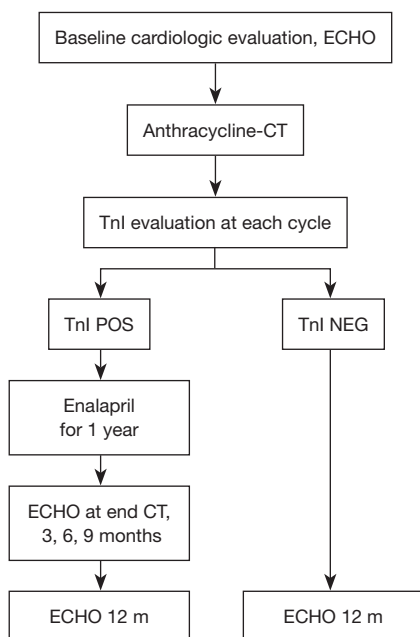 Baseline cardiologic evaluation, ECHO
Anthracycline-CT
TnI evaluation at each cycle
TnI POS
TnI NEG
Enalapril
for 1 year
ECHO at end CT,
3, 6, 9 months
ECHO 12 m
ECHO 12 m